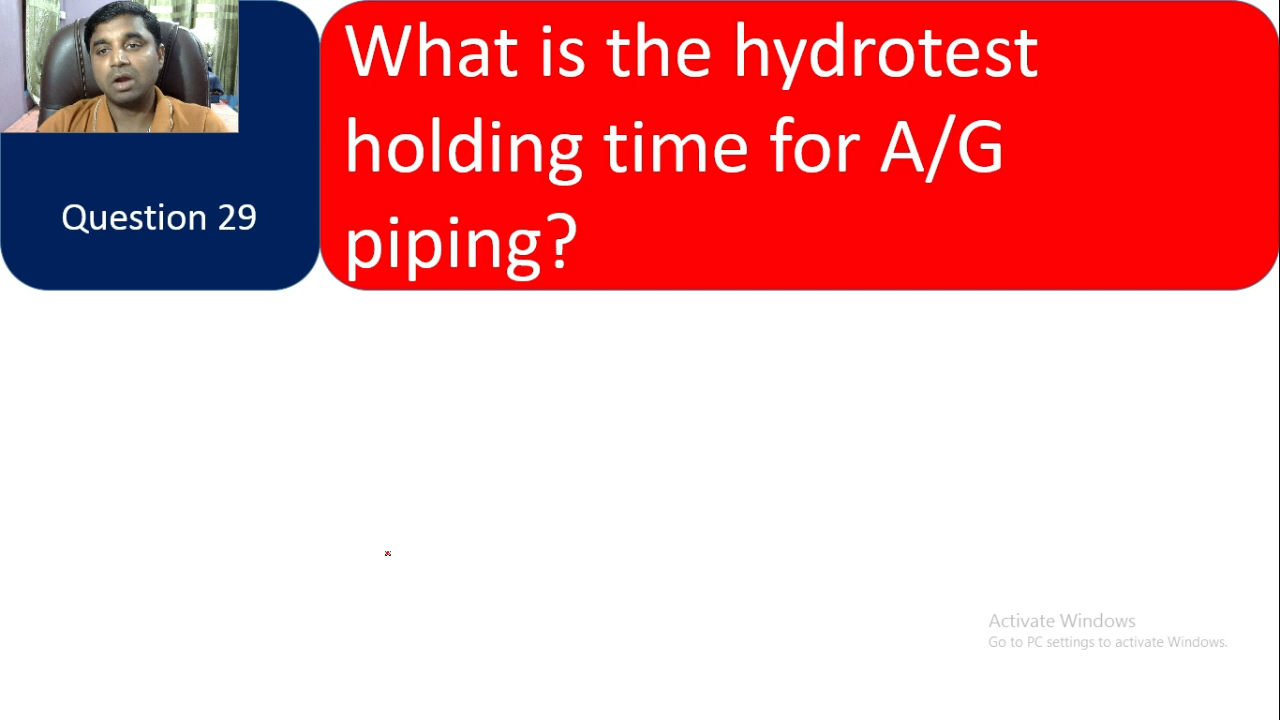 Question 29
What is the hydrotest
holding time for A/G
piping?
Activate Windows
Go to PC settings to activate Windows.